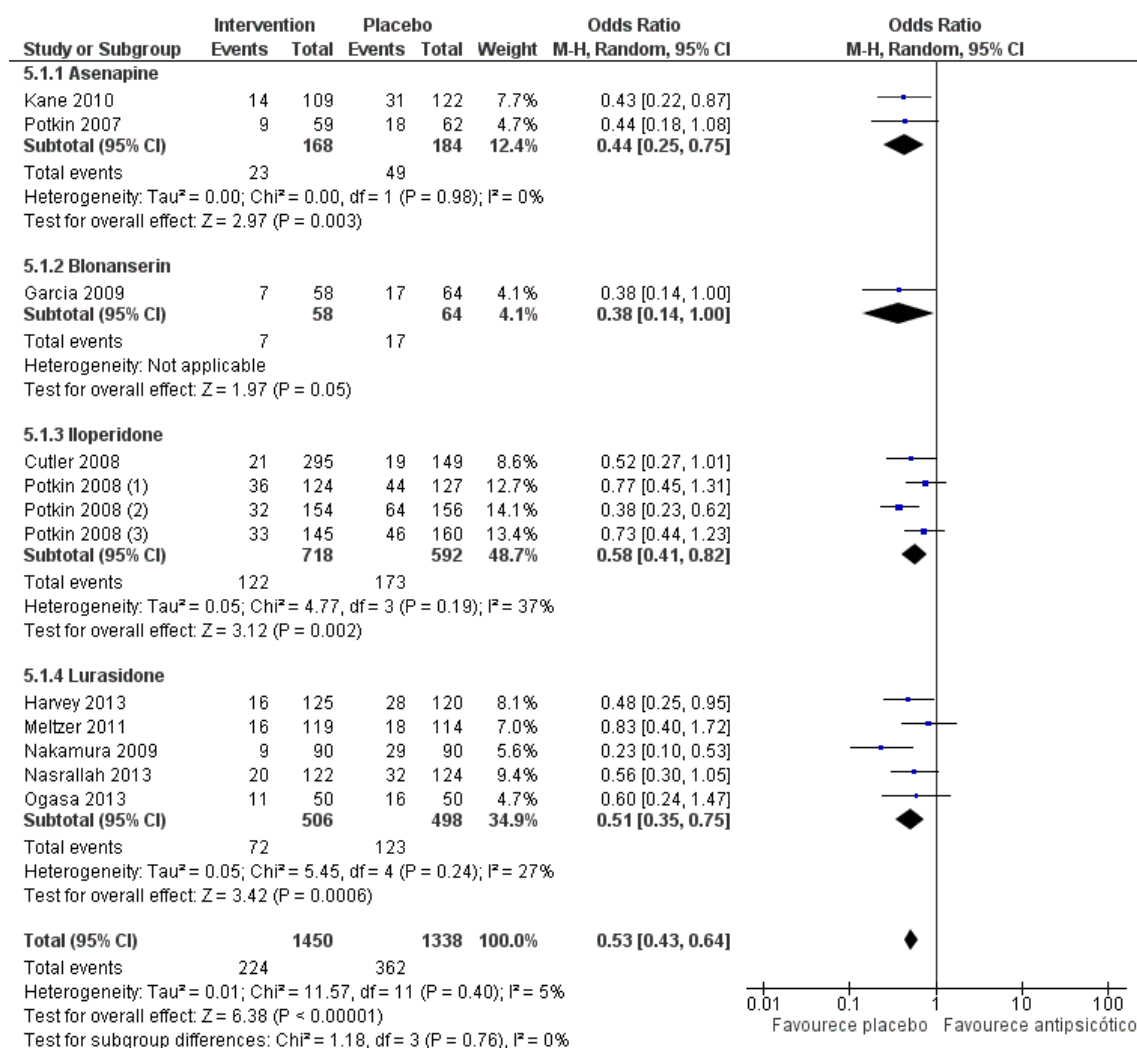 Intervention Placebo Odds Ratio Odds Ratio
Study or Subgroup Events Total Events Total Weight M-H, Random, 95% CI M-H, Random, 95% CI
5.1.1 Asenapine
Kane 2010 14 109 31 122 7.7% 0.43 [0.22, 0.87]
Potkin 2007 9 59 18 62 4.7% 0.44 [0.18, 1.08]
Subtotal (95% CI) 168 184 12.4% 0.44 [0.25, 0.75]
Total events 23 49
Heterogeneity: Tau² = 0.00; Chi² = 0.00, df = 1 (P = 0.98); I² = 0%
Test for overall effect: Z = 2.97 (P = 0.003)
5.1.2 Blonanserin
Garcia 2009 7 58 17 64 4.1% 0.38 [0.14, 1.00]
Subtotal (95% CI) 58 64 4.1% 0.38 [0.14, 1.00]
Total events 7 17
Heterogeneity: Not applicable
Test for overall effect: Z = 1.97 (P = 0.05)
5.1.3 Iloperidone
Cutler 2008 21 295 19 149 8.6% 0.52 [0.27, 1.01]
Potkin 2008 (1) 36 124 44 127 12.7% 0.77 [0.45, 1.31]
Potkin 2008 (2) 32 154 64 156 14.1% 0.38 [0.23, 0.62]
Potkin 2008 (3) 33 145 46 160 13.4% 0.73 [0.44, 1.23]
Subtotal (95% CI) 718 592 48.7% 0.58 [0.41, 0.82]
Total events 122 173
Heterogeneity: Tau² = 0.05; Chi² = 4.77, df = 3 (P = 0.19); I² = 37%
Test for overall effect: Z = 3.12 (P = 0.002)
5.1.4 Lurasidone
Harvey 2013 16 125 28 120 8.1% 0.48 [0.25, 0.95]
Meltzer 2011 16 119 18 114 7.0% 0.83 [0.40, 1.72]
Nakamura 2009 9 90 29 90 5.6% 0.23 [0.10, 0.53]
Nasrallah 2013 20 122 32 124 9.4% 0.56 [0.30, 1.05]
Ogasa 2013 11 50 16 50 4.7% 0.60 [0.24, 1.47]
Subtotal (95% CI) 506 498 34.9% 0.51 [0.35, 0.75]
Total events 72 123
Heterogeneity: Tau² = 0.05; Chi² = 5.45, df = 4 (P = 0.24); I² = 27%
Test for overall effect: Z = 3.42 (P = 0.0006)
Total (95% CI) 1450 1338 100.0% 0.53 [0.43, 0.64]
Total events 224 362
Heterogeneity: Tau² = 0.01; Chi² = 11.57, df = 11 (P = 0.40); I² = 5%
Test for overall effect: Z = 6.38 (P < 0.00001)
Test for subgroup differences: Chi² = 1.18, df = 3 (P = 0.76), I² = 0%
0.01 0.1 1 10 100
Favourece placebo Favourece antipsicótico